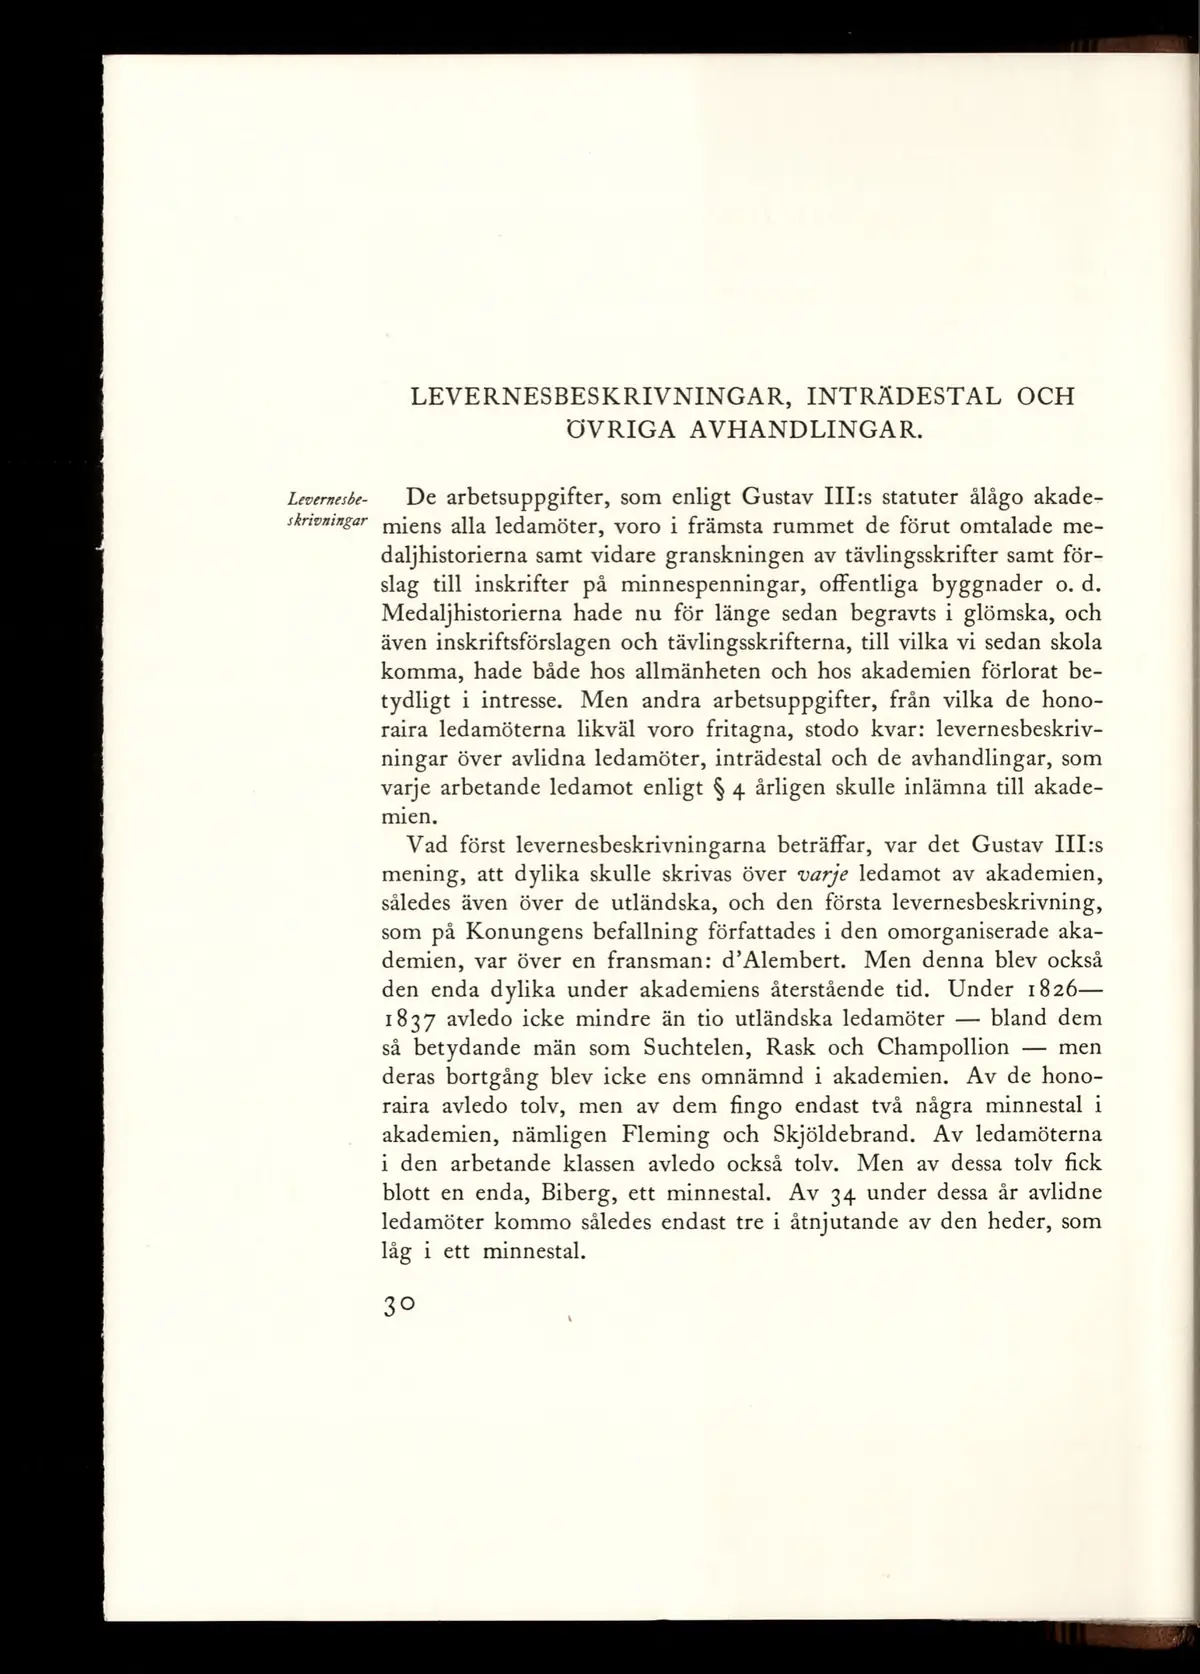 LEVERNESBESKRIVNINGAR, INTRÄDESTAL OCH
ÖVRIGA AVHANDLINGAR.
Levernesbe-
skrivningar
De arbetsuppgifter, som enligt Gustav III:s statuter ålågo akade-
miens alla ledamöter, voro i främsta rummet de förut omtalade me-
daljhistorierna samt vidare granskningen av tävlingsskrifter samt för-
slag till inskrifter på minnespenningar, offentliga byggnader o. d.
Medaljhistorierna hade nu för länge sedan begravts i glömska, och
även inskriftsförslagen och tävlingsskrifterna, till vilka vi sedan skola
komma, hade både hos allmänheten och hos akademien förlorat be-
tydligt i intresse. Men andra arbetsuppgifter, från vilka de hono-
raira ledamöterna likväl voro fritagna, stodo kvar: levernesbeskriv-
ningar över avlidna ledamöter, inträdestal och de avhandlingar, som
varje arbetande ledamot enligt § 4 årligen skulle inlämna till akade-
mien.
Vad först levernesbeskrivningarna beträffar, var det Gustav III:s
mening, att dylika skulle skrivas över varje ledamot av akademien,
således även över de utländska, och den första levernesbeskrivning,
som på Konungens befallning författades i den omorganiserade aka-
demien, var över en fransman: d'Alembert. Men denna blev också
den enda dylika under akademiens återstående tid. Under 1826—
1837 avledo icke mindre än tio utländska ledamöter — bland dem
så betydande män som Suchtelen, Rask och Champollion — men
deras bortgång blev icke ens omnämnd i akademien. Av de hono-
raira avledo tolv, men av dem fingo endast två några minnestal i
akademien, nämligen Fleming och Skjöldebrand. Av ledamöterna
i den arbetande klassen avledo också tolv. Men av dessa tolv fick
blott en enda, Biberg, ett minnestal. Av 34 under dessa år avlidne
ledamöter kommo således endast tre i åtnjutande av den heder, som
låg i ett minnestal.
30